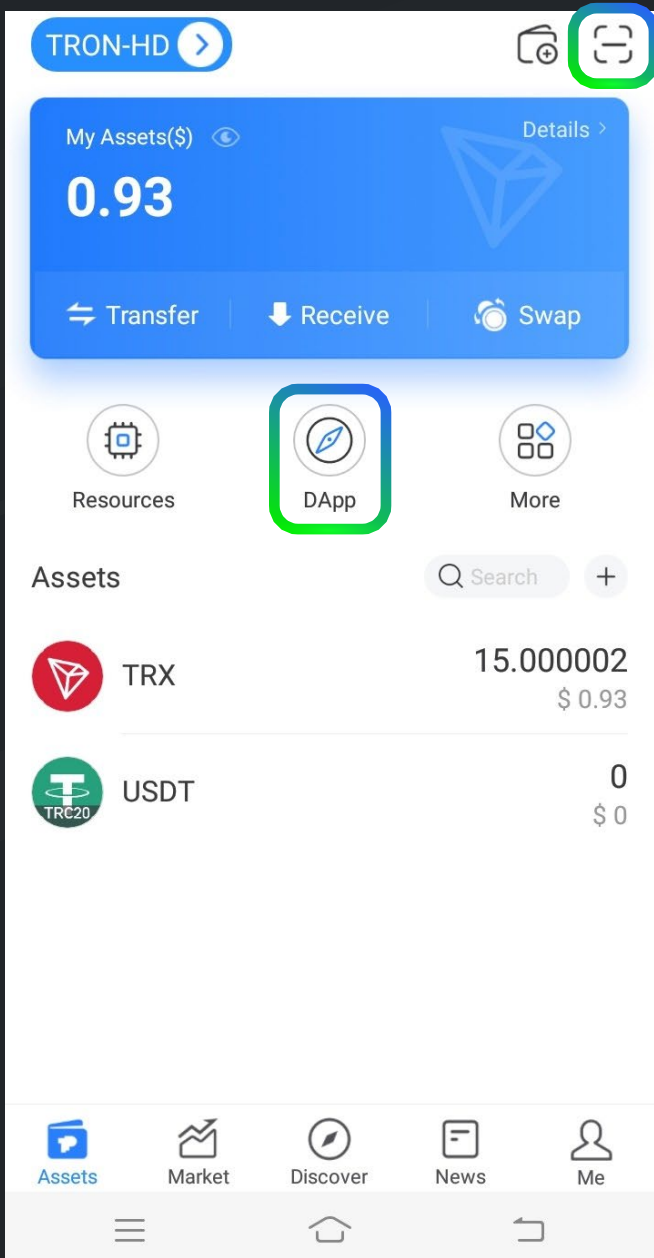 TRON-HD
My Assets($)
Details
0.93
Transfer
Receive
Swap
Resources
DApp
More
Assets
Search
TRX
15.000002
$ 0.93
TRC20
USDT
0
$ 0
Assets
Market
Discover
News
Me